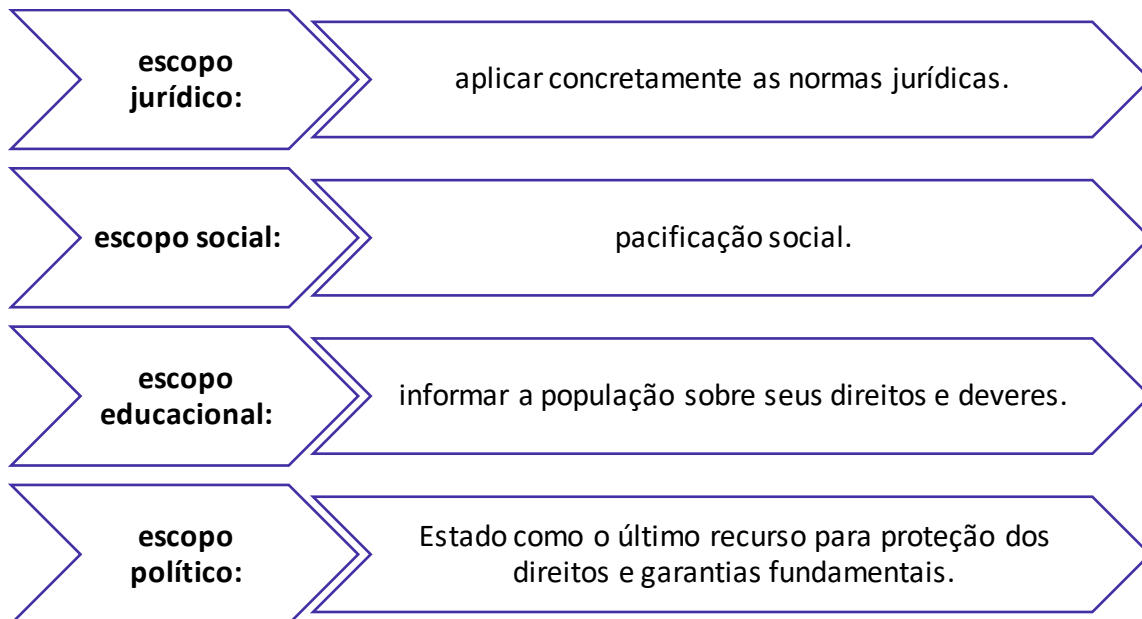 escopo
jurídico:
aplicar concretamente as normas jurídicas.
escopo social:
pacificação social.
escopo
educacional:
informar a população sobre seus direitos e deveres.
escopo
político:
Estado como o último recurso para proteção dos
direitos e garantias fundamentais.